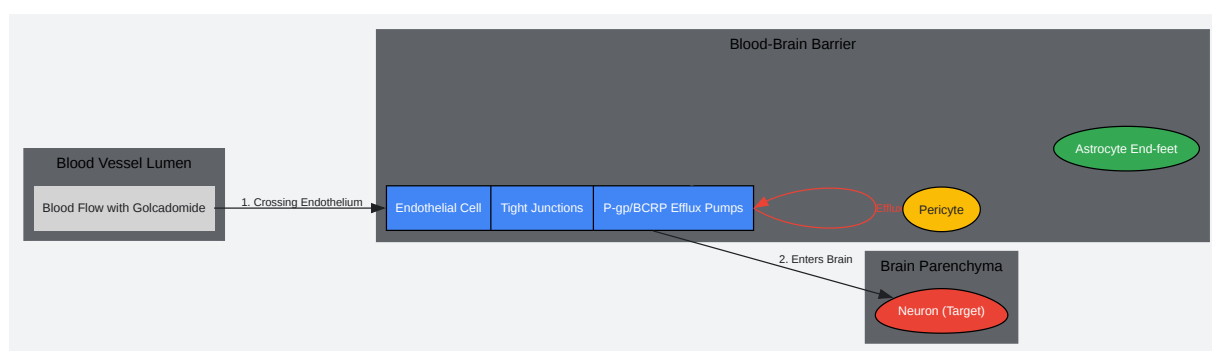 Blood-Brain Barrier
Astrocyte End-feet
Blood Vessel Lumen
Blood Flow with Golcadomide
1. Crossing Endothelium
Endothelial Cell
Tight Junctions
P-gp/BCRP Efflux Pumps
Efflux
Pericyte
2. Enters Brain
Brain Parenchyma
Neuron (Target)